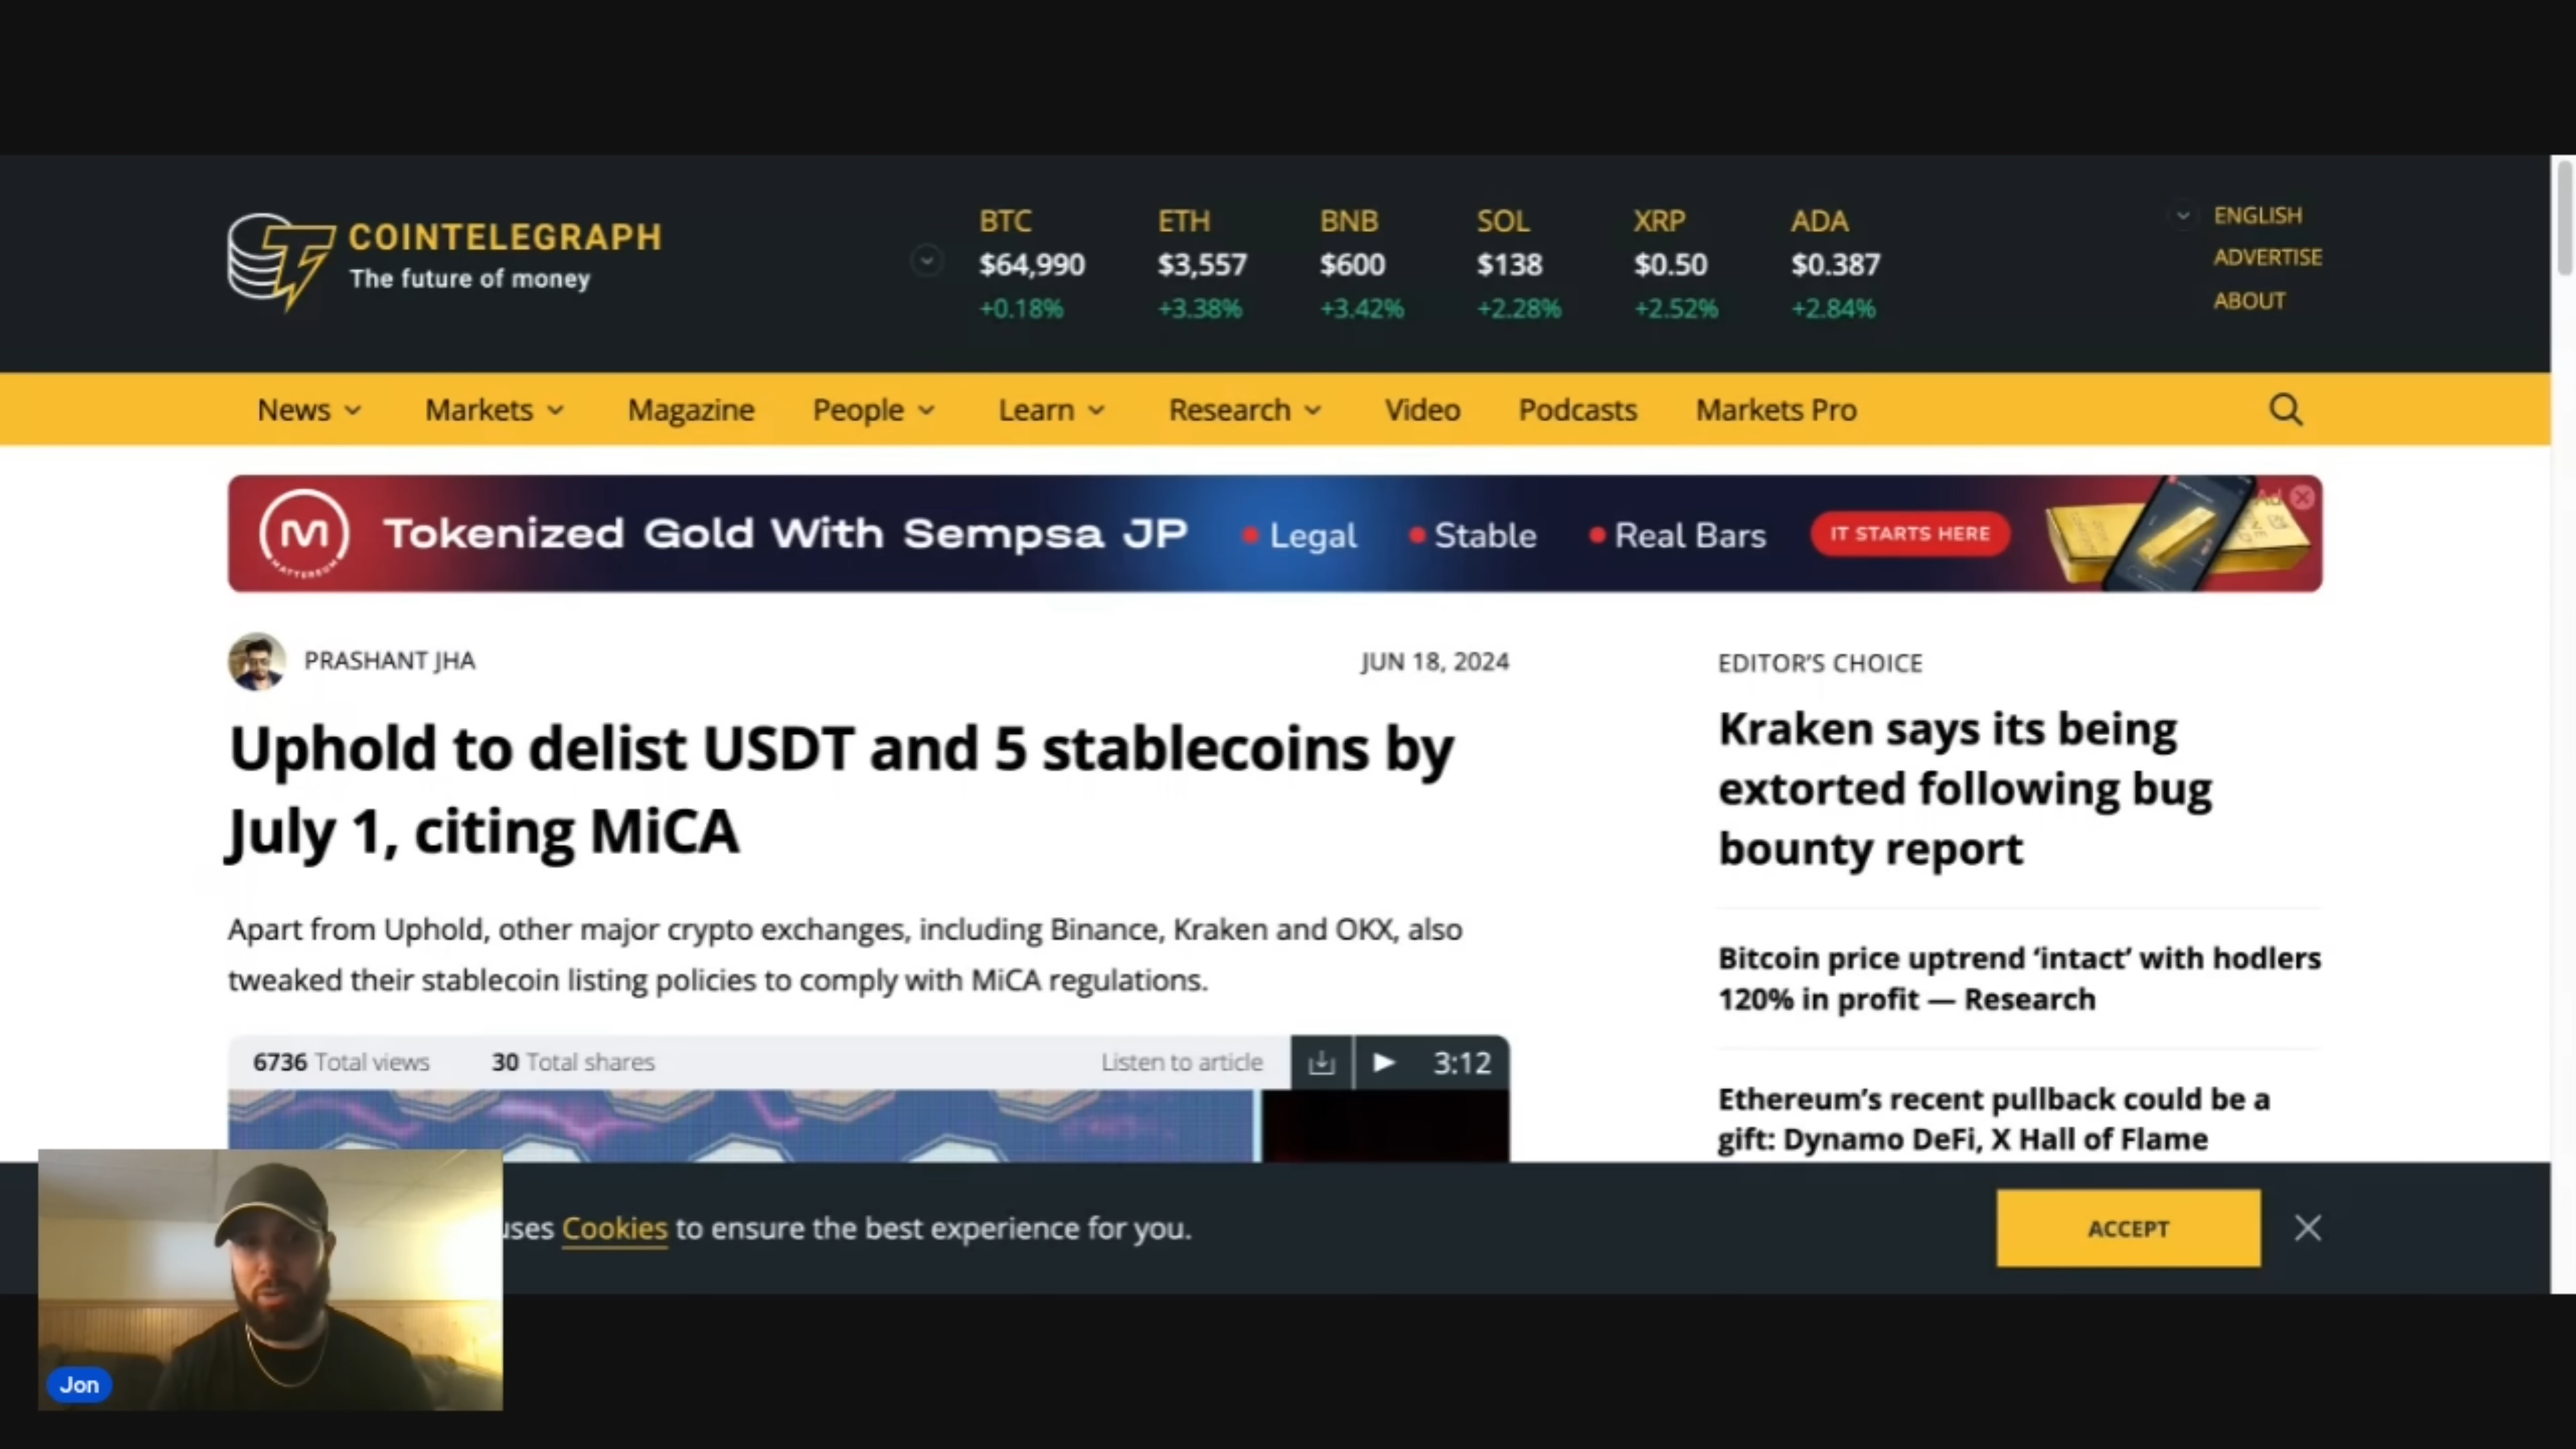 COINTELEGRAPH
The future of money
BTC
$64,990
+0.18%
ETH
$3,557
+3.38%
BNB
$600
+3.42%
SOL
$138
+2.28%
XRP
$0.50
+2.52%
ADA
$0.387
+2.84%
ENGLISH
ADVERTISE
ABOUT
News
Markets
Magazine
People
Learn
Research
Video
Podcasts
Markets Pro
M
MATTEREUM
Tokenized Gold With Sempsa JP
Legal
Stable
Real Bars
IT STARTS HERE
Ad
PRASHANT JHA
JUN 18, 2024
Uphold to delist USDT and 5 stablecoins by
July 1, citing MiCA
Apart from Uphold, other major crypto exchanges, including Binance, Kraken and OKX, also
tweaked their stablecoin listing policies to comply with MiCA regulations.
6736 Total views
30 Total shares
Listen to article
3:12
EDITOR'S CHOICE
Kraken says its being
extorted following bug
bounty report
Bitcoin price uptrend ‘intact’ with hodlers
120% in profit — Research
Ethereum’s recent pullback could be a
gift: Dynamo DeFi, X Hall of Flame
uses Cookies to ensure the best experience for you.
ACCEPT
Jon